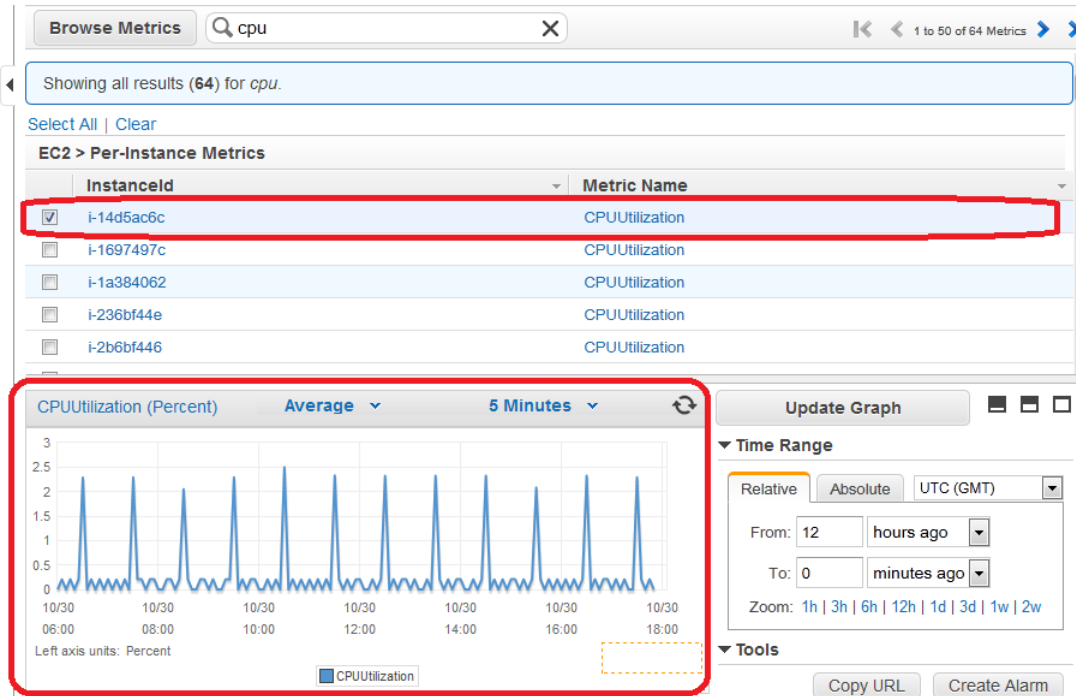 Browse Metrics cpu 1 to 50 of 64 Metrics
Showing all results (64) for cpu.
Select All | Clear
EC2 > Per-Instance Metrics
InstanceId Metric Name
i-14d5ac6c CPUUtilization
i-1697497c CPUUtilization
i-1a384062 CPUUtilization
i-236bf44e CPUUtilization
i-2b6bf446 CPUUtilization
CPUUtilization (Percent) Average 5 Minutes
3
2.5
2
1.5
1
0.5
0
10/30 10/30 10/30 10/30 10/30 10/30 10/30
06:00 08:00 10:00 12:00 14:00 16:00 18:00
Left axis units: Percent
CPUUtilization
Update Graph
Time Range
Relative Absolute UTC (GMT)
From: 12 hours ago
To: 0 minutes ago
Zoom: 1h | 3h | 6h | 12h | 1d | 3d | 1w | 2w
Tools
Copy URL Create Alarm